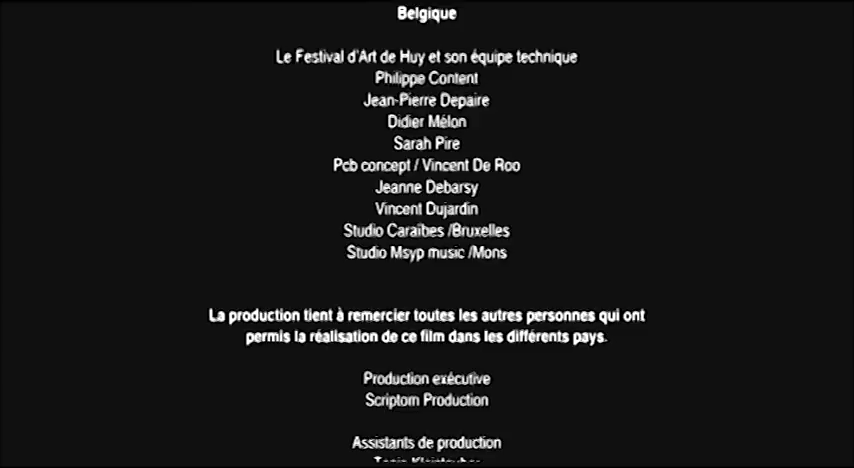 Belgique
Le Festival d'Art de Huy et son équipe technique
Philippe Content
Jean-Pierre Depaire
Didier Mélon
Sarah Pire
Pcb concept / Vincent De Roo
Jeanne Debarsy
Vincent Dujardin
Studio Caraïbes /Bruxelles
Studio Msyp music /Mons
La production tient à remercier toutes les autres personnes qui ont
permis la réalisation de ce film dans les différents pays.
Production exécutive
Scriptom Production
Assistants de production